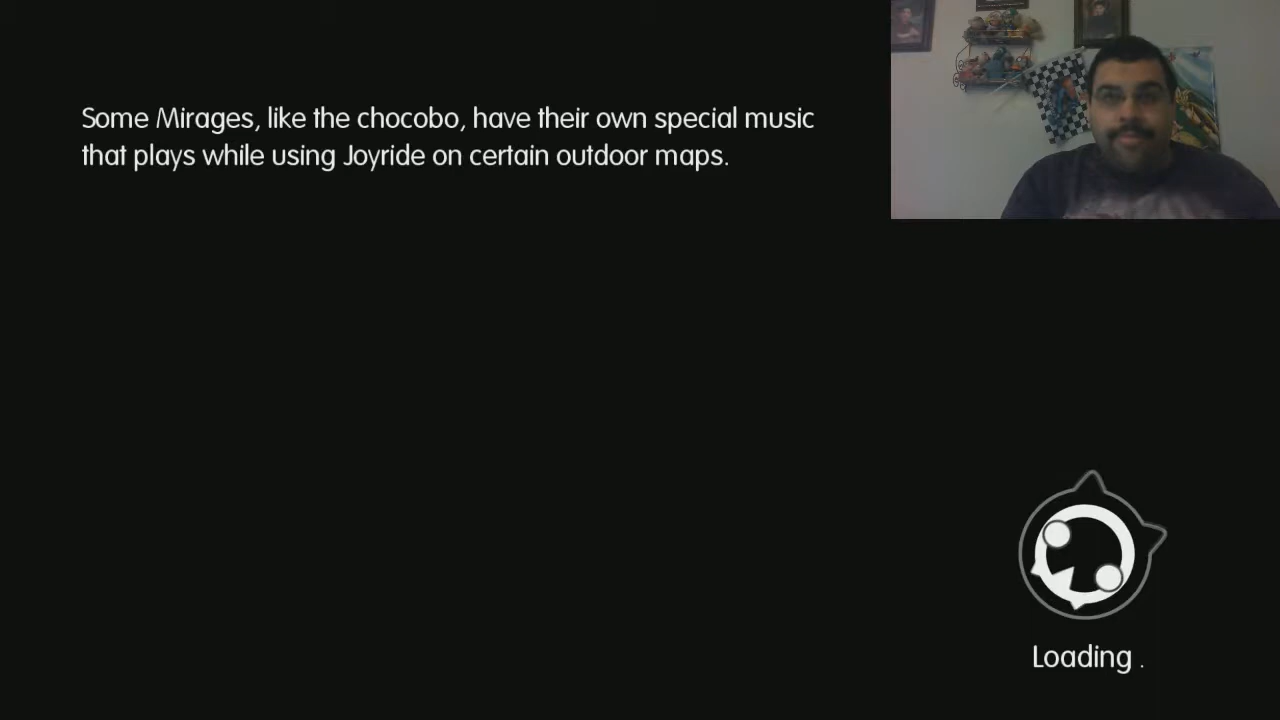 Some Mirages, like the chocobo, have their own special music
that plays while using Joyride on certain outdoor maps.
Loading .